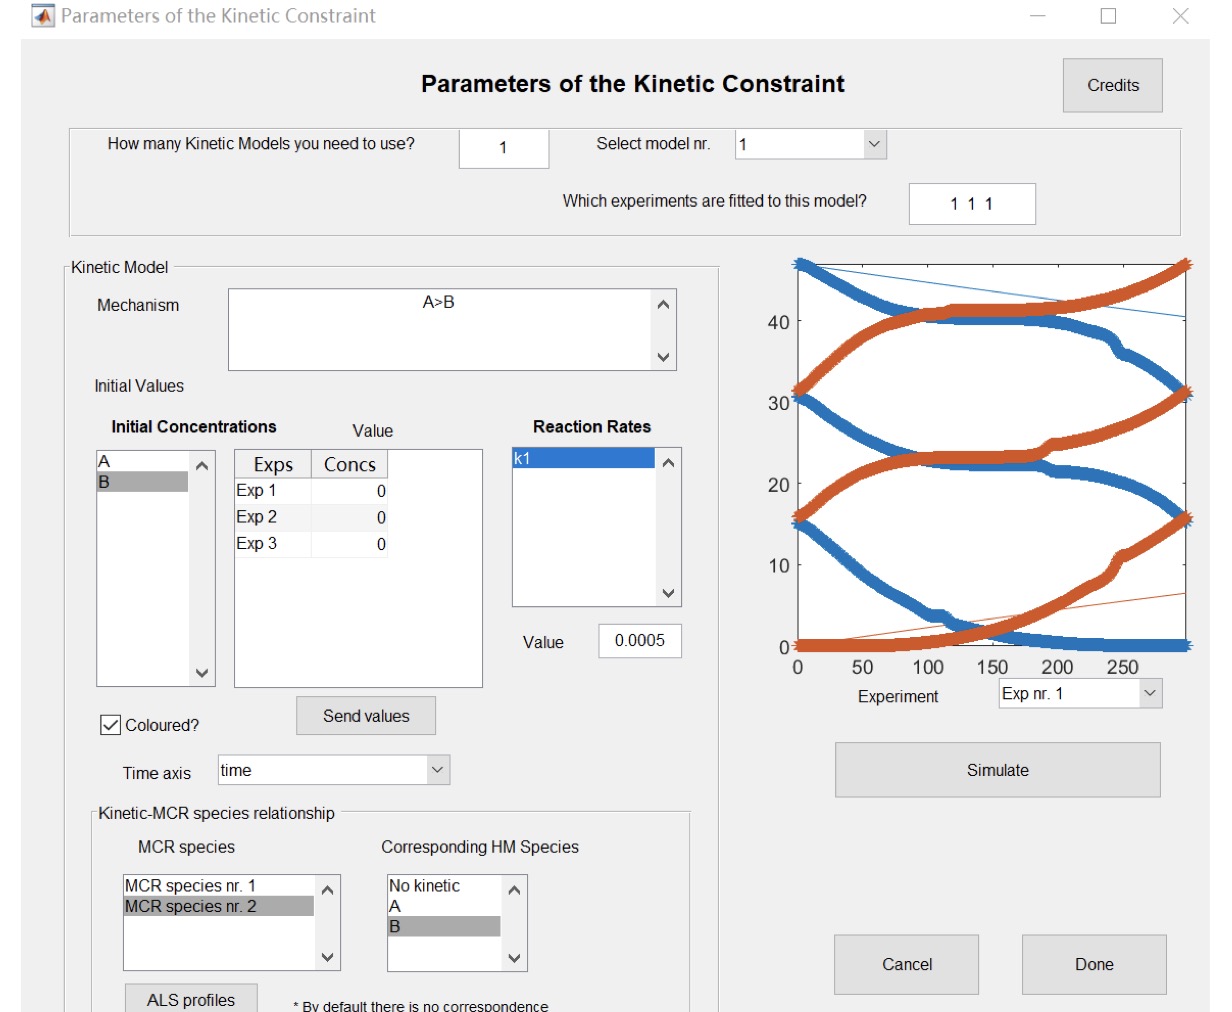 Parameters of the Kinetic Constraint
Parameters of the Kinetic Constraint
Credits
How many Kinetic Models you need to use? 1 Select model nr. 1
Which experiments are fitted to this model? 1 1 1
Kinetic Model
Mechanism A>B
Initial Values
Initial Concentrations Value Reaction Rates
A
B
Exps Concs
Exp 1 0
Exp 2 0
Exp 3 0
k1
Value 0.0005
Send values
Coloured?
Time axis time
Kinetic-MCR species relationship
MCR species Corresponding HM Species
MCR species nr. 1
MCR species nr. 2
No kinetic
A
B
ALS profiles * By default there is no correspondence
40
30
20
10
0
0 50 100 150 200 250
Experiment Exp nr. 1
Simulate
Cancel Done